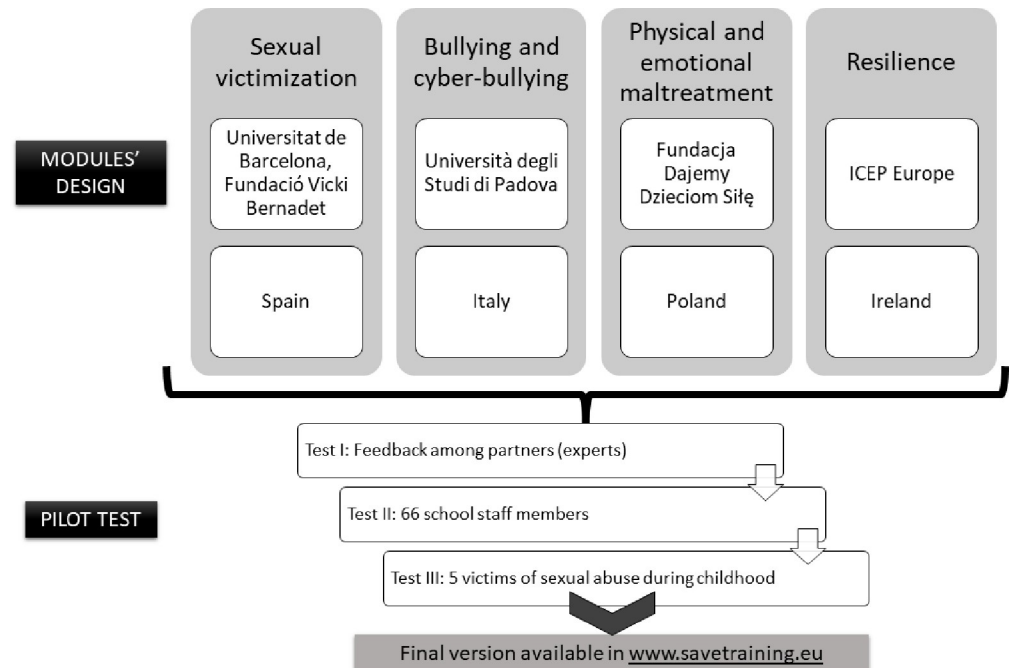 Sexual
victimization
Bullying and
cyber-bullying
Physical and
emotional
maltreatment
Resilience
MODULES'
DESIGN
Universitat de
Barcelona,
Fundació Vicki
Bernadet
Università degli
Studi di Padova
Fundacja
Dajemy
Dzieciom Siłę
ICEP Europe
Spain
Italy
Poland
Ireland
PILOT TEST
Test I: Feedback among partners (experts)
Test II: 66 school staff members
Test III: 5 victims of sexual abuse during childhood
Final version available in www.savetraining.eu